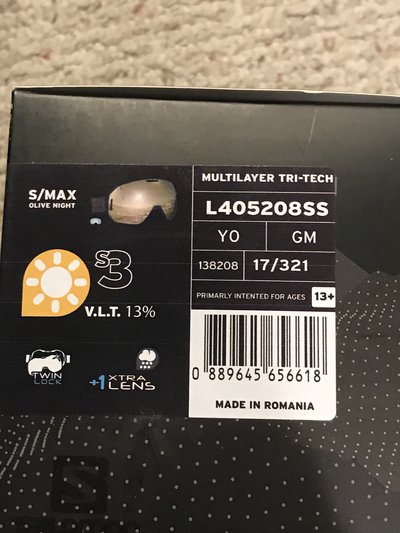 S/MAX
OLIVE NIGHT
S3
V.L.T. 13%
TWIN
LOCK
+1 XTRA
LENS
MULTILAYER TRI-TECH
L405208SS
YO GM
138208 17/321
PRIMARILY INTENDED FOR AGES 13+
0 889645 656618
MADE IN ROMANIA
S